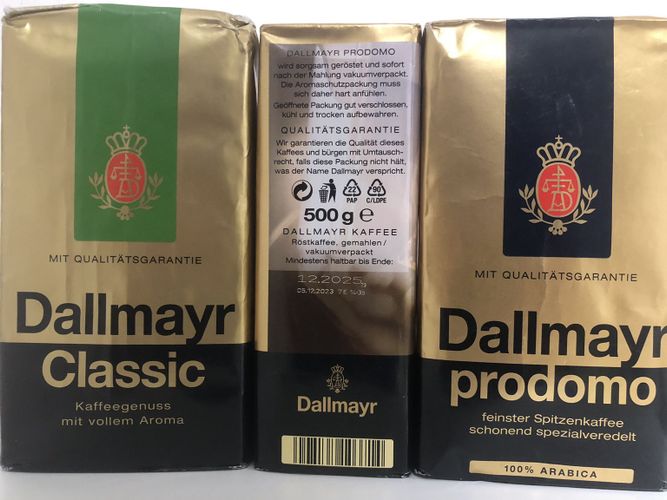 MIT QUALITÄTSGARANTIE
Dallmayr
Classic
Kaffeegenuss
mit vollem Aroma
DALLMAYR PRODOMO
wird sorgsam geröstet und sofort
nach der Mahlung vakuumverpackt.
Die Aromaschutzpackung muss
sich daher hart anfühlen.
Geöffnete Packung gut verschlossen,
kühl und trocken aufbewahren.
QUALITÄTSGARANTIE
Wir garantieren die Qualität dieses
Kaffees und bürgen mit Umtausch-
recht, falls diese Packung nicht hält,
was der Name Dallmayr verspricht.
22
PAP
90
C/LDPE
500 g e
DALLMAYR KAFFEE
Röstkaffee, gemahlen /
vakuumverpackt
Mindestens haltbar bis Ende:
12.2025
05.12.2023
Dallmayr
MIT QUALITÄTSGARANTIE
Dallmayr
prodomo
feinster Spitzenkaffee
schonend spezialveredelt
100% ARABICA